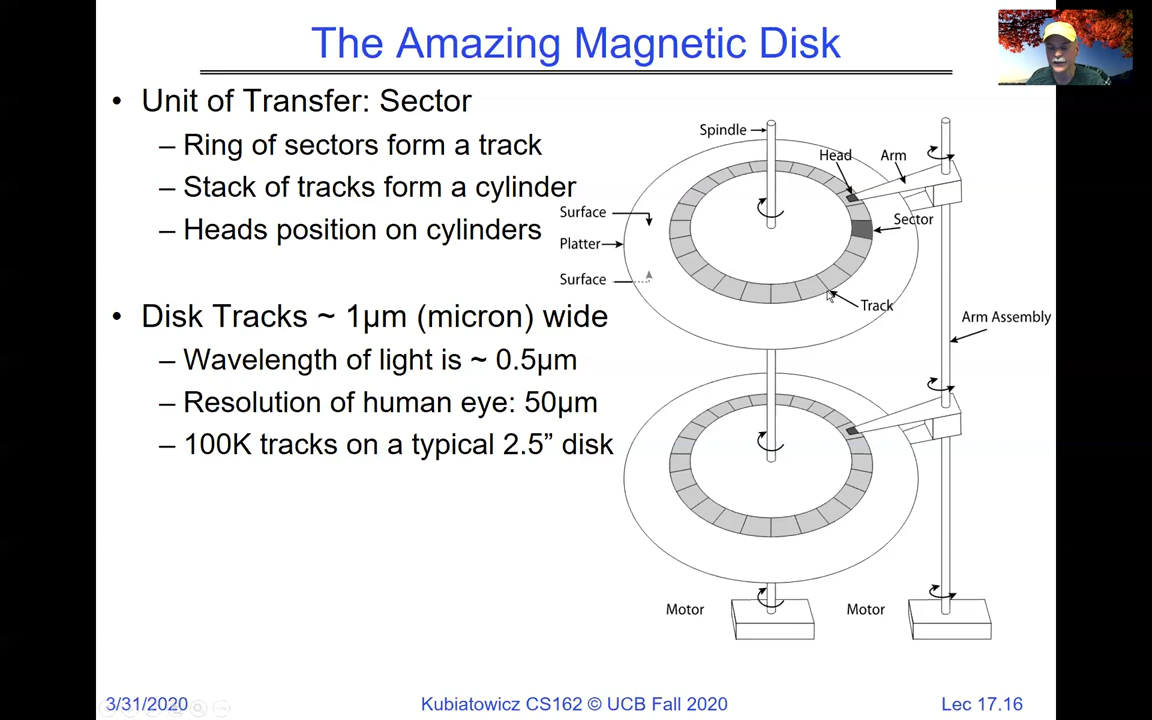 The Amazing Magnetic Disk
• Unit of Transfer: Sector
– Ring of sectors form a track
– Stack of tracks form a cylinder
– Heads position on cylinders
• Disk Tracks ~ 1µm (micron) wide
– Wavelength of light is ~ 0.5µm
– Resolution of human eye: 50µm
– 100K tracks on a typical 2.5” disk
Spindle
Head
Arm
Surface
Sector
Platter
Surface
Track
Arm Assembly
Motor
Motor
3/31/2020
Kubiatowicz CS162 © UCB Fall 2020
Lec 17.16